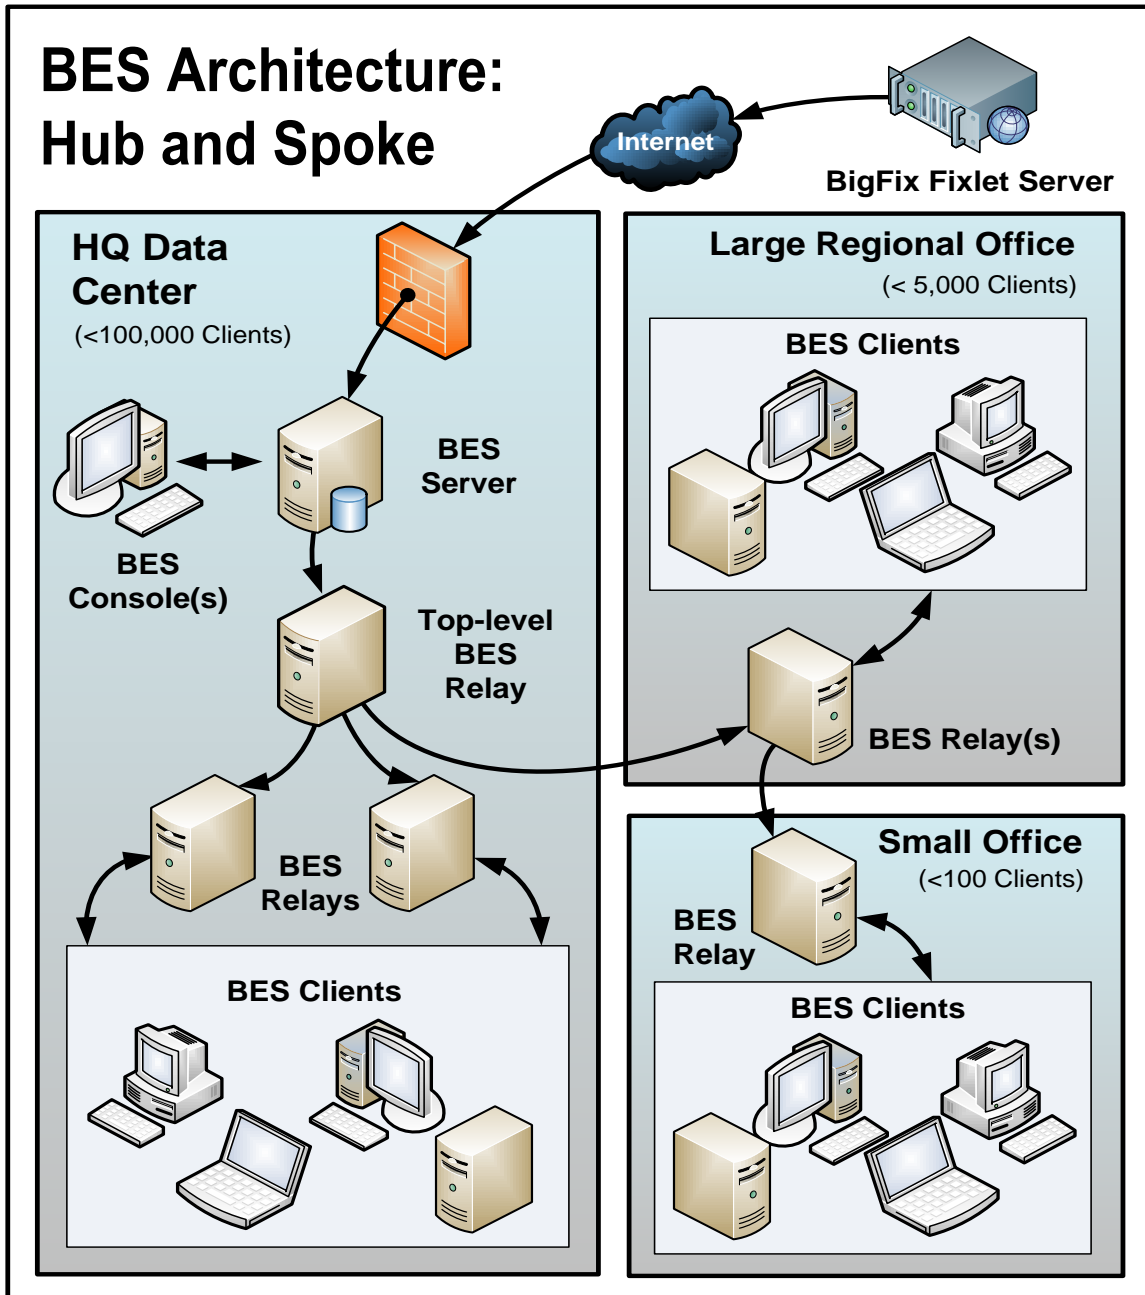 BES Architecture:
Hub and Spoke
Internet
BigFix Fixlet Server
HQ Data
Center
(<100,000 Clients)
BES
Server
BES
Console(s)
Top-level
BES
Relay
BES
Relays
BES Clients
Large Regional Office
(< 5,000 Clients)
BES Clients
BES Relay(s)
Small Office
(<100 Clients)
BES
Relay
BES Clients